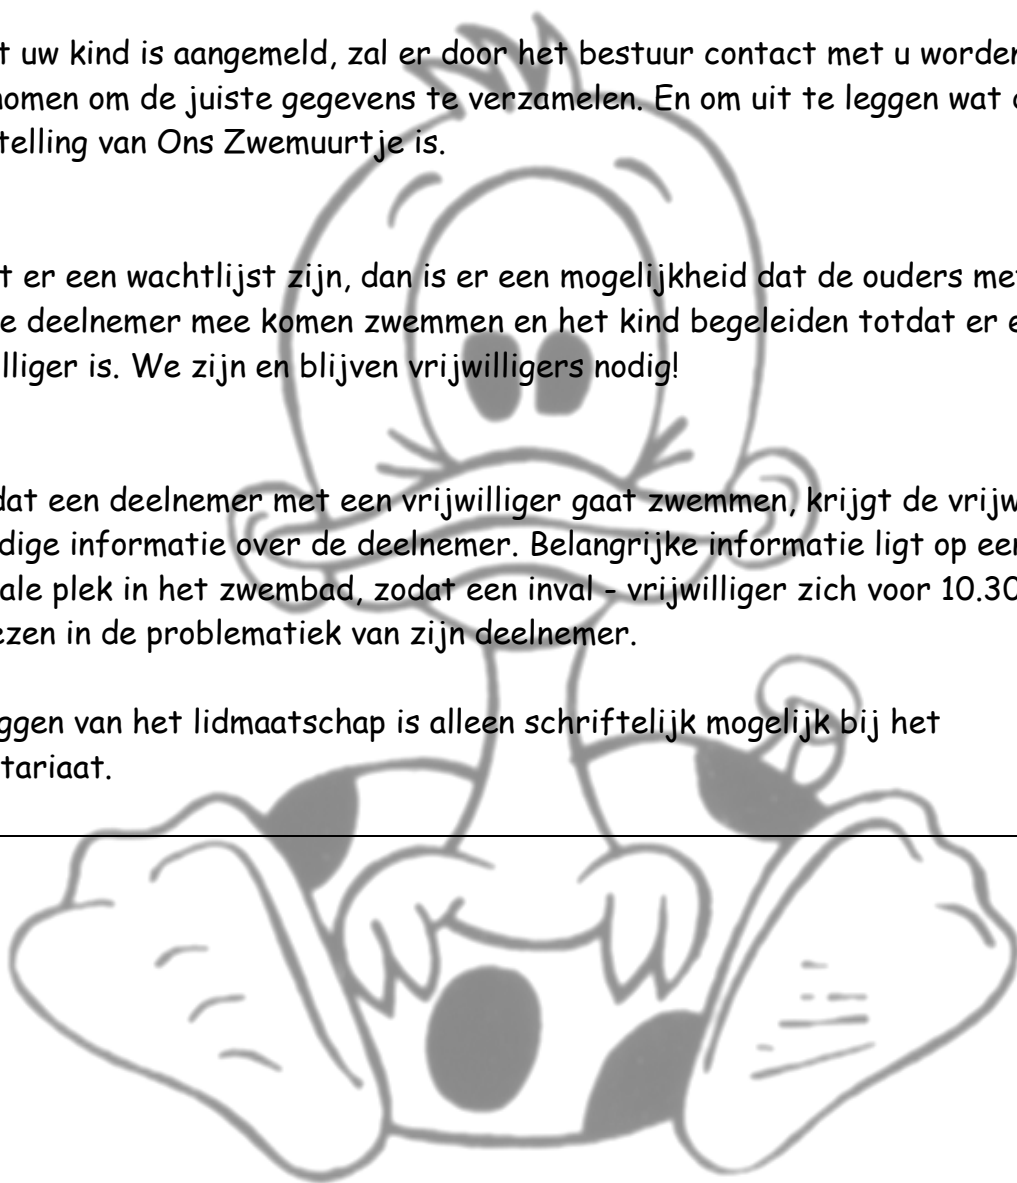 t uw kind is aangemeld, zal er door het bestuur contact met u worden
nomen om de juiste gegevens te verzamelen. En om uit te leggen wat
telling van Ons Zwemuurtje is.
t er een wachtlijst zijn, dan is er een mogelijkheid dat de ouders met
e deelnemer mee komen zwemmen en het kind begeleiden totdat er e
lliger is. We zijn en blijven vrijwilligers nodig!
dat een deelnemer met een vrijwilliger gaat zwemmen, krijgt de vrijw
dige informatie over de deelnemer. Belangrijke informatie ligt op een
ale plek in het zwembad, zodat een inval - vrijwilliger zich voor 10.30
ezen in de problematiek van zijn deelnemer.
ggen van het lidmaatschap is alleen schriftelijk mogelijk bij het
tariaat.